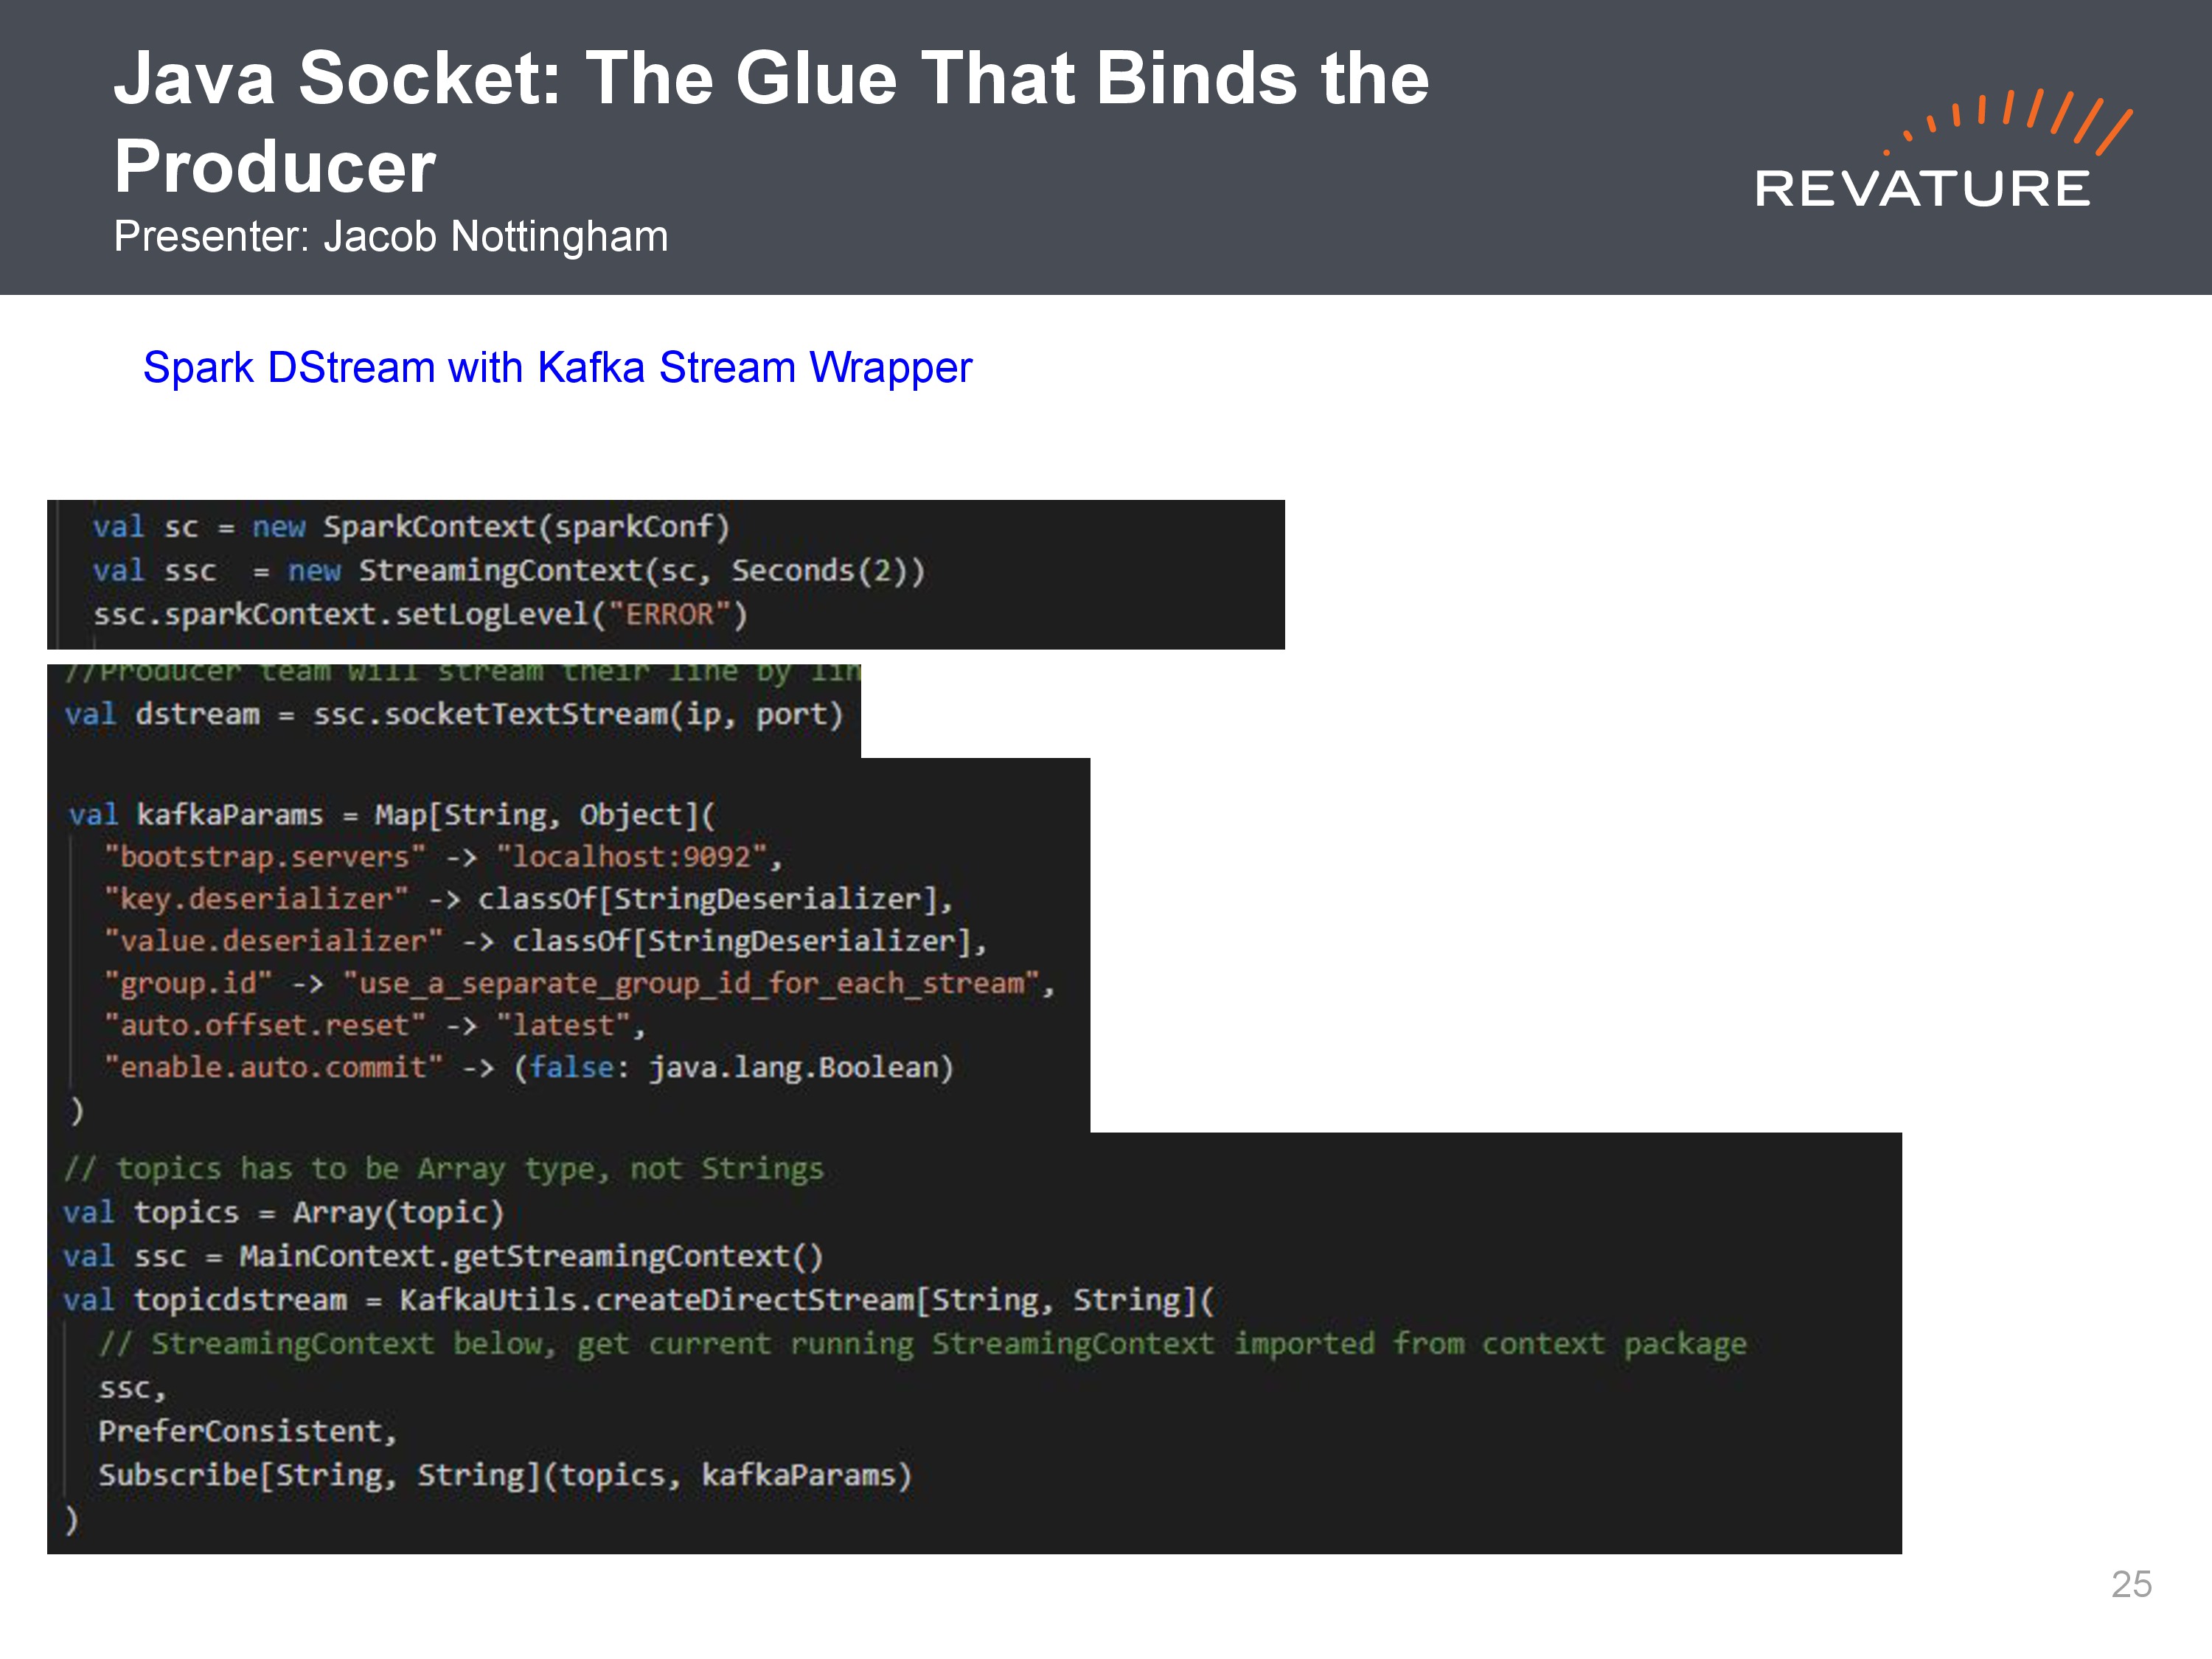 Java Socket: The Glue That Binds the
Producer
Presenter: Jacob Nottingham
REVATURE
Spark DStream with Kafka Stream Wrapper
val sc = new SparkContext(sparkConf)
val ssc  = new StreamingContext(sc, Seconds(2))
ssc.sparkContext.setLogLevel("ERROR")
//Producer team will stream their line by lin
val dstream = ssc.socketTextStream(ip, port)
val kafkaParams = Map[String, Object](
"bootstrap.servers" -> "localhost:9092",
"key.deserializer" -> classOf[StringDeserializer],
"value.deserializer" -> classOf[StringDeserializer],
"group.id" -> "use_a_separate_group_id_for_each_stream",
"auto.offset.reset" -> "latest",
"enable.auto.commit" -> (false: java.lang.Boolean)
)
// topics has to be Array type, not Strings
val topics = Array(topic)
val ssc = MainContext.getStreamingContext()
val topicdstream = KafkaUtils.createDirectStream[String, String](
// StreamingContext below, get current running StreamingContext imported from context package
ssc,
PreferConsistent,
Subscribe[String, String](topics, kafkaParams)
)
25